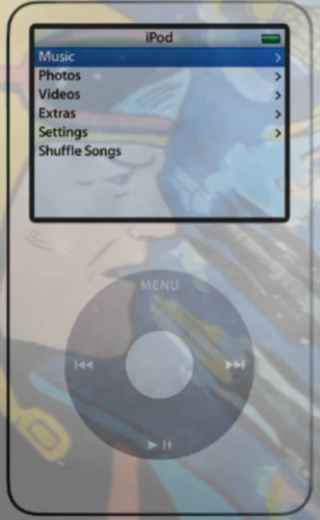 iPod
Music
Photos
Videos
Extras
Settings
Shuffle Songs
MENU